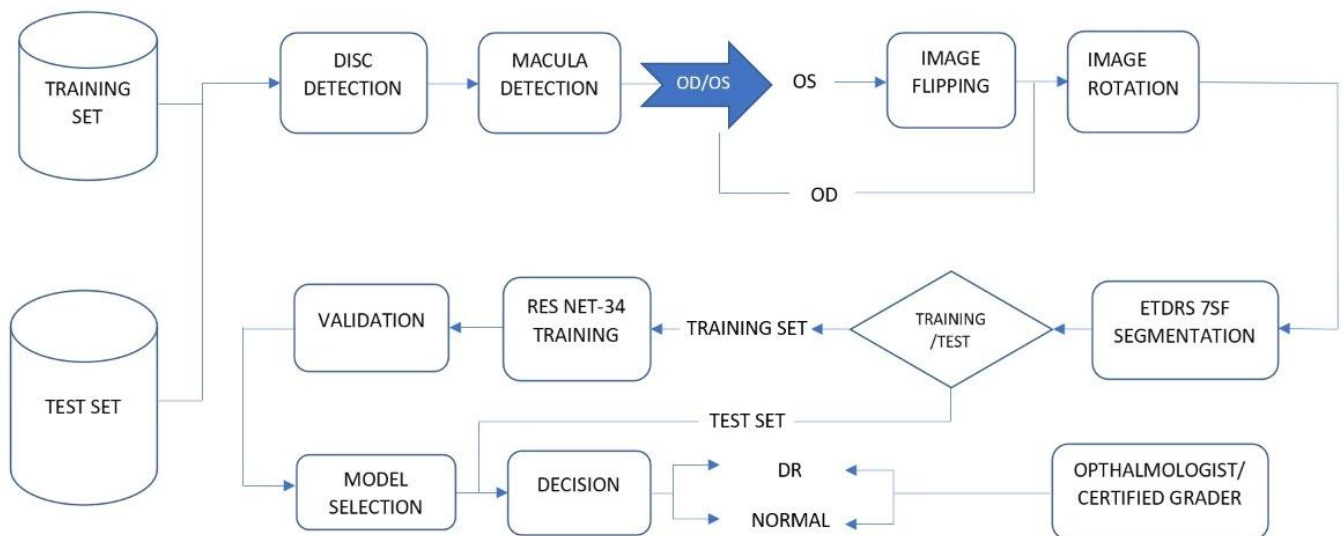 TRAINING
SET
DISC
DETECTION
MACULA
DETECTION
OD/OS
OS
IMAGE
FLIPPING
IMAGE
ROTATION
OD
TEST SET
VALIDATION
RES NET-34
TRAINING
TRAINING SET
TRAINING
/TEST
ETDRS 7SF
SEGMENTATION
TEST SET
MODEL
SELECTION
DECISION
DR
NORMAL
OPTHALMOLOGIST/
CERTIFIED GRADER